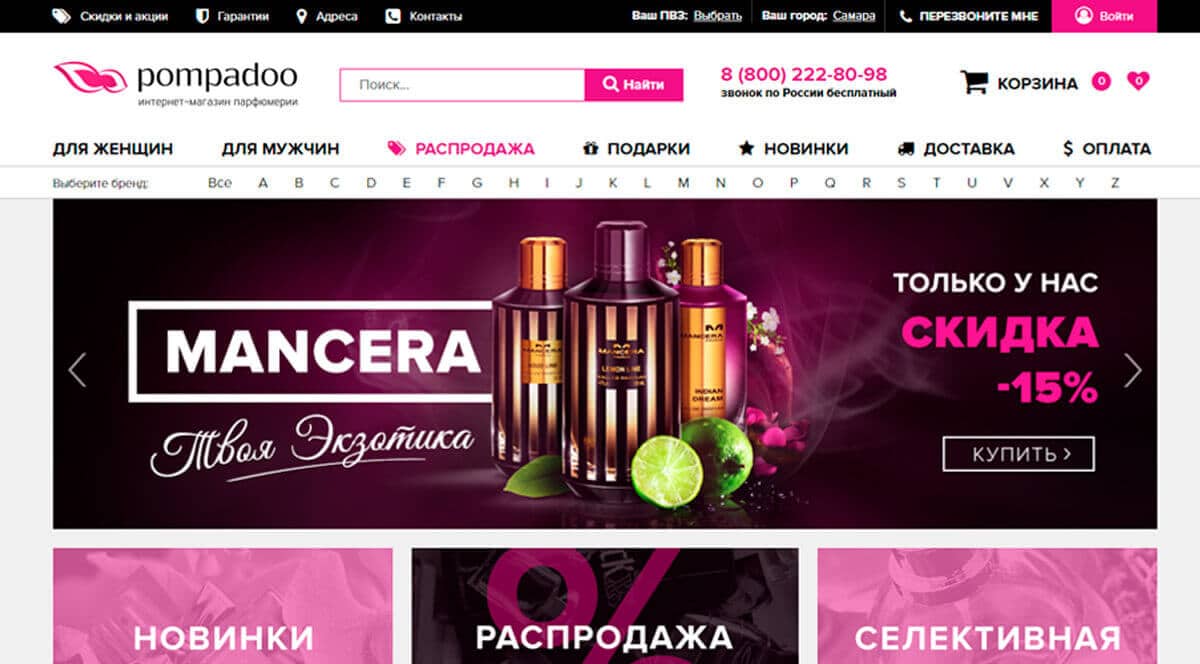 Скидки и акции Гарантии Адреса Контакты Ваш ПВЗ: Выбрать Ваш город: Самара ПЕРЕЗВОНИТЕ МНЕ Войти
pompadoo
интернет-магазин парфюмерии
Поиск... Найти
8 (800) 222-80-98
звонок по России бесплатный
КОРЗИНА 0 0
ДЛЯ ЖЕНЩИН ДЛЯ МУЖЧИН РАСПРОДАЖА ПОДАРКИ НОВИНКИ ДОСТАВКА $ ОПЛАТА
Выберите бренд: Все A B C D E F G H I J K L M N O P Q R S T U V X Y Z
MANCERA
Твоя Экзотика
MANCERA
LEMON LINE
MANCERA
INDIAN
DREAM
ТОЛЬКО У НАС
СКИДКА
-15%
КУПИТЬ >
НОВИНКИ
%
РАСПРОДАЖА
СЕЛЕКТИВНАЯ